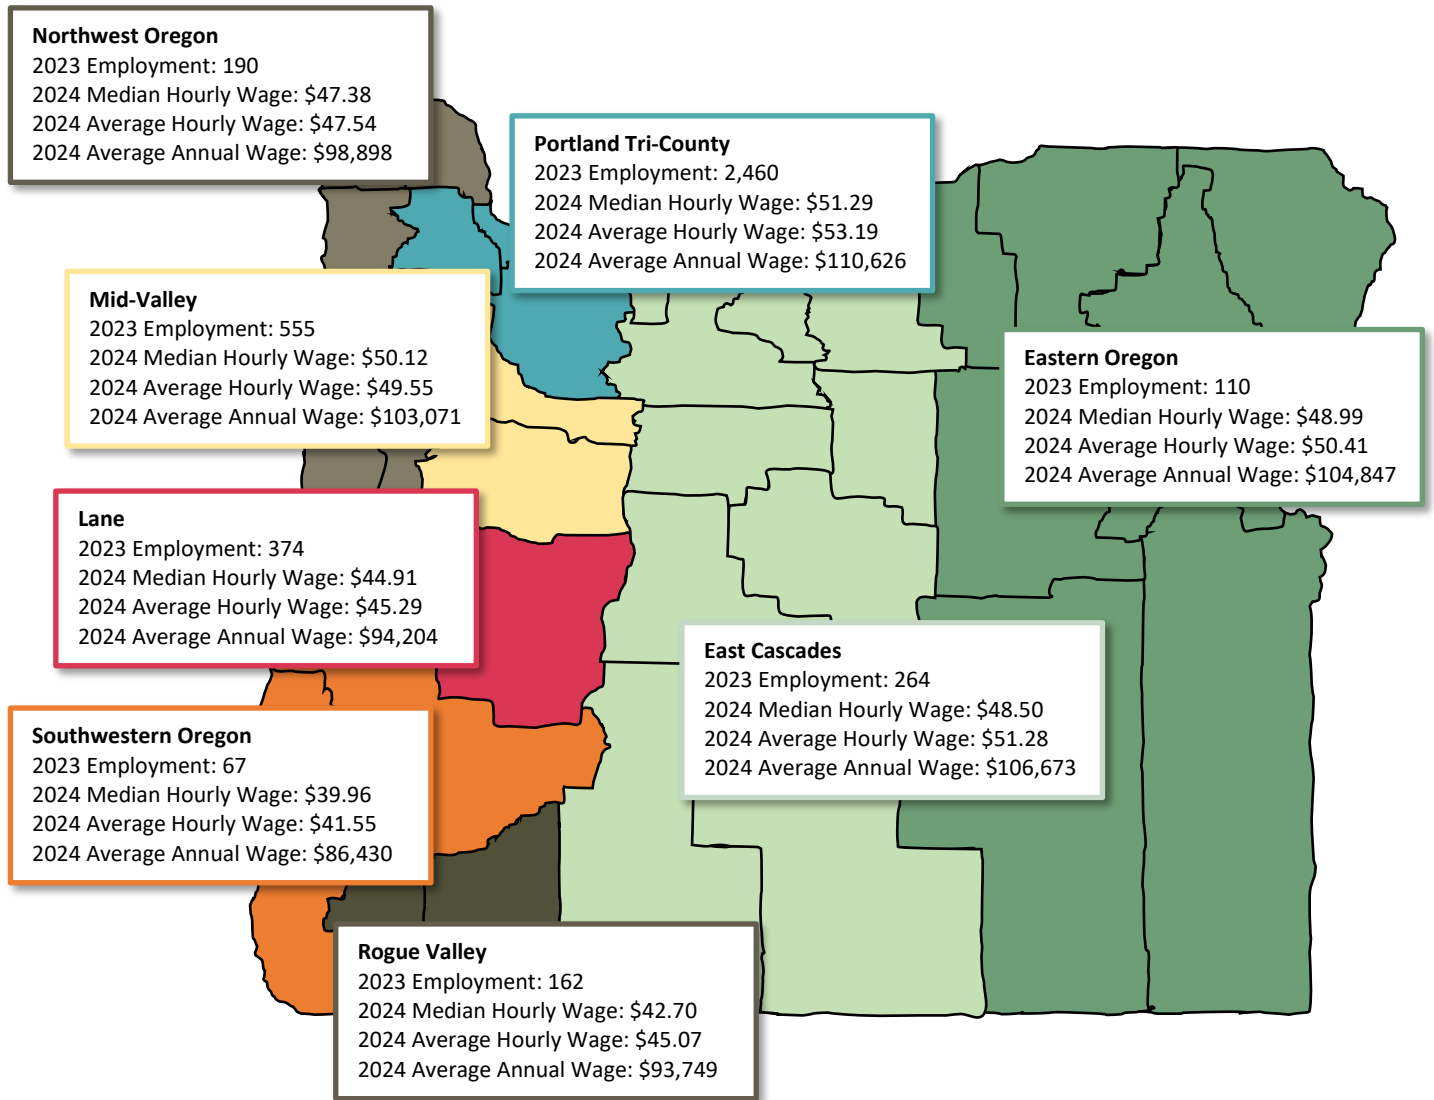 Northwest Oregon
2023 Employment: 190
2024 Median Hourly Wage: $47.38
2024 Average Hourly Wage: $47.54
2024 Average Annual Wage: $98,898
Portland Tri-County
2023 Employment: 2,460
2024 Median Hourly Wage: $51.29
2024 Average Hourly Wage: $53.19
2024 Average Annual Wage: $110,626
Mid-Valley
2023 Employment: 555
2024 Median Hourly Wage: $50.12
2024 Average Hourly Wage: $49.55
2024 Average Annual Wage: $103,071
Eastern Oregon
2023 Employment: 110
2024 Median Hourly Wage: $48.99
2024 Average Hourly Wage: $50.41
2024 Average Annual Wage: $104,847
Lane
2023 Employment: 374
2024 Median Hourly Wage: $44.91
2024 Average Hourly Wage: $45.29
2024 Average Annual Wage: $94,204
East Cascades
2023 Employment: 264
2024 Median Hourly Wage: $48.50
2024 Average Hourly Wage: $51.28
2024 Average Annual Wage: $106,673
Southwestern Oregon
2023 Employment: 67
2024 Median Hourly Wage: $39.96
2024 Average Hourly Wage: $41.55
2024 Average Annual Wage: $86,430
Rogue Valley
2023 Employment: 162
2024 Median Hourly Wage: $42.70
2024 Average Hourly Wage: $45.07
2024 Average Annual Wage: $93,749